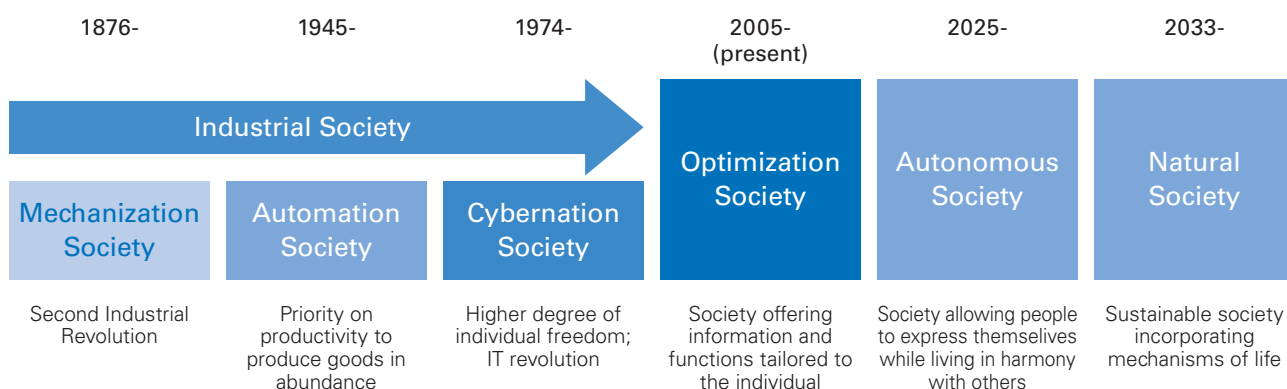 1876-
1945-
1974-
2005-
(present)
2025-
2033-
Industrial Society
Mechanization
Society
Automation
Society
Cybernation
Society
Optimization
Society
Autonomous
Society
Natural
Society
Second Industrial
Revolution
Priority on
productivity to
produce goods in
abundance
Higher degree of
individual freedom;
IT revolution
Society offering
information and
functions tailored to
the individual
Society allowing people
to express themselves
while living in harmony
with others
Sustainable society
incorporating
mechanisms of life